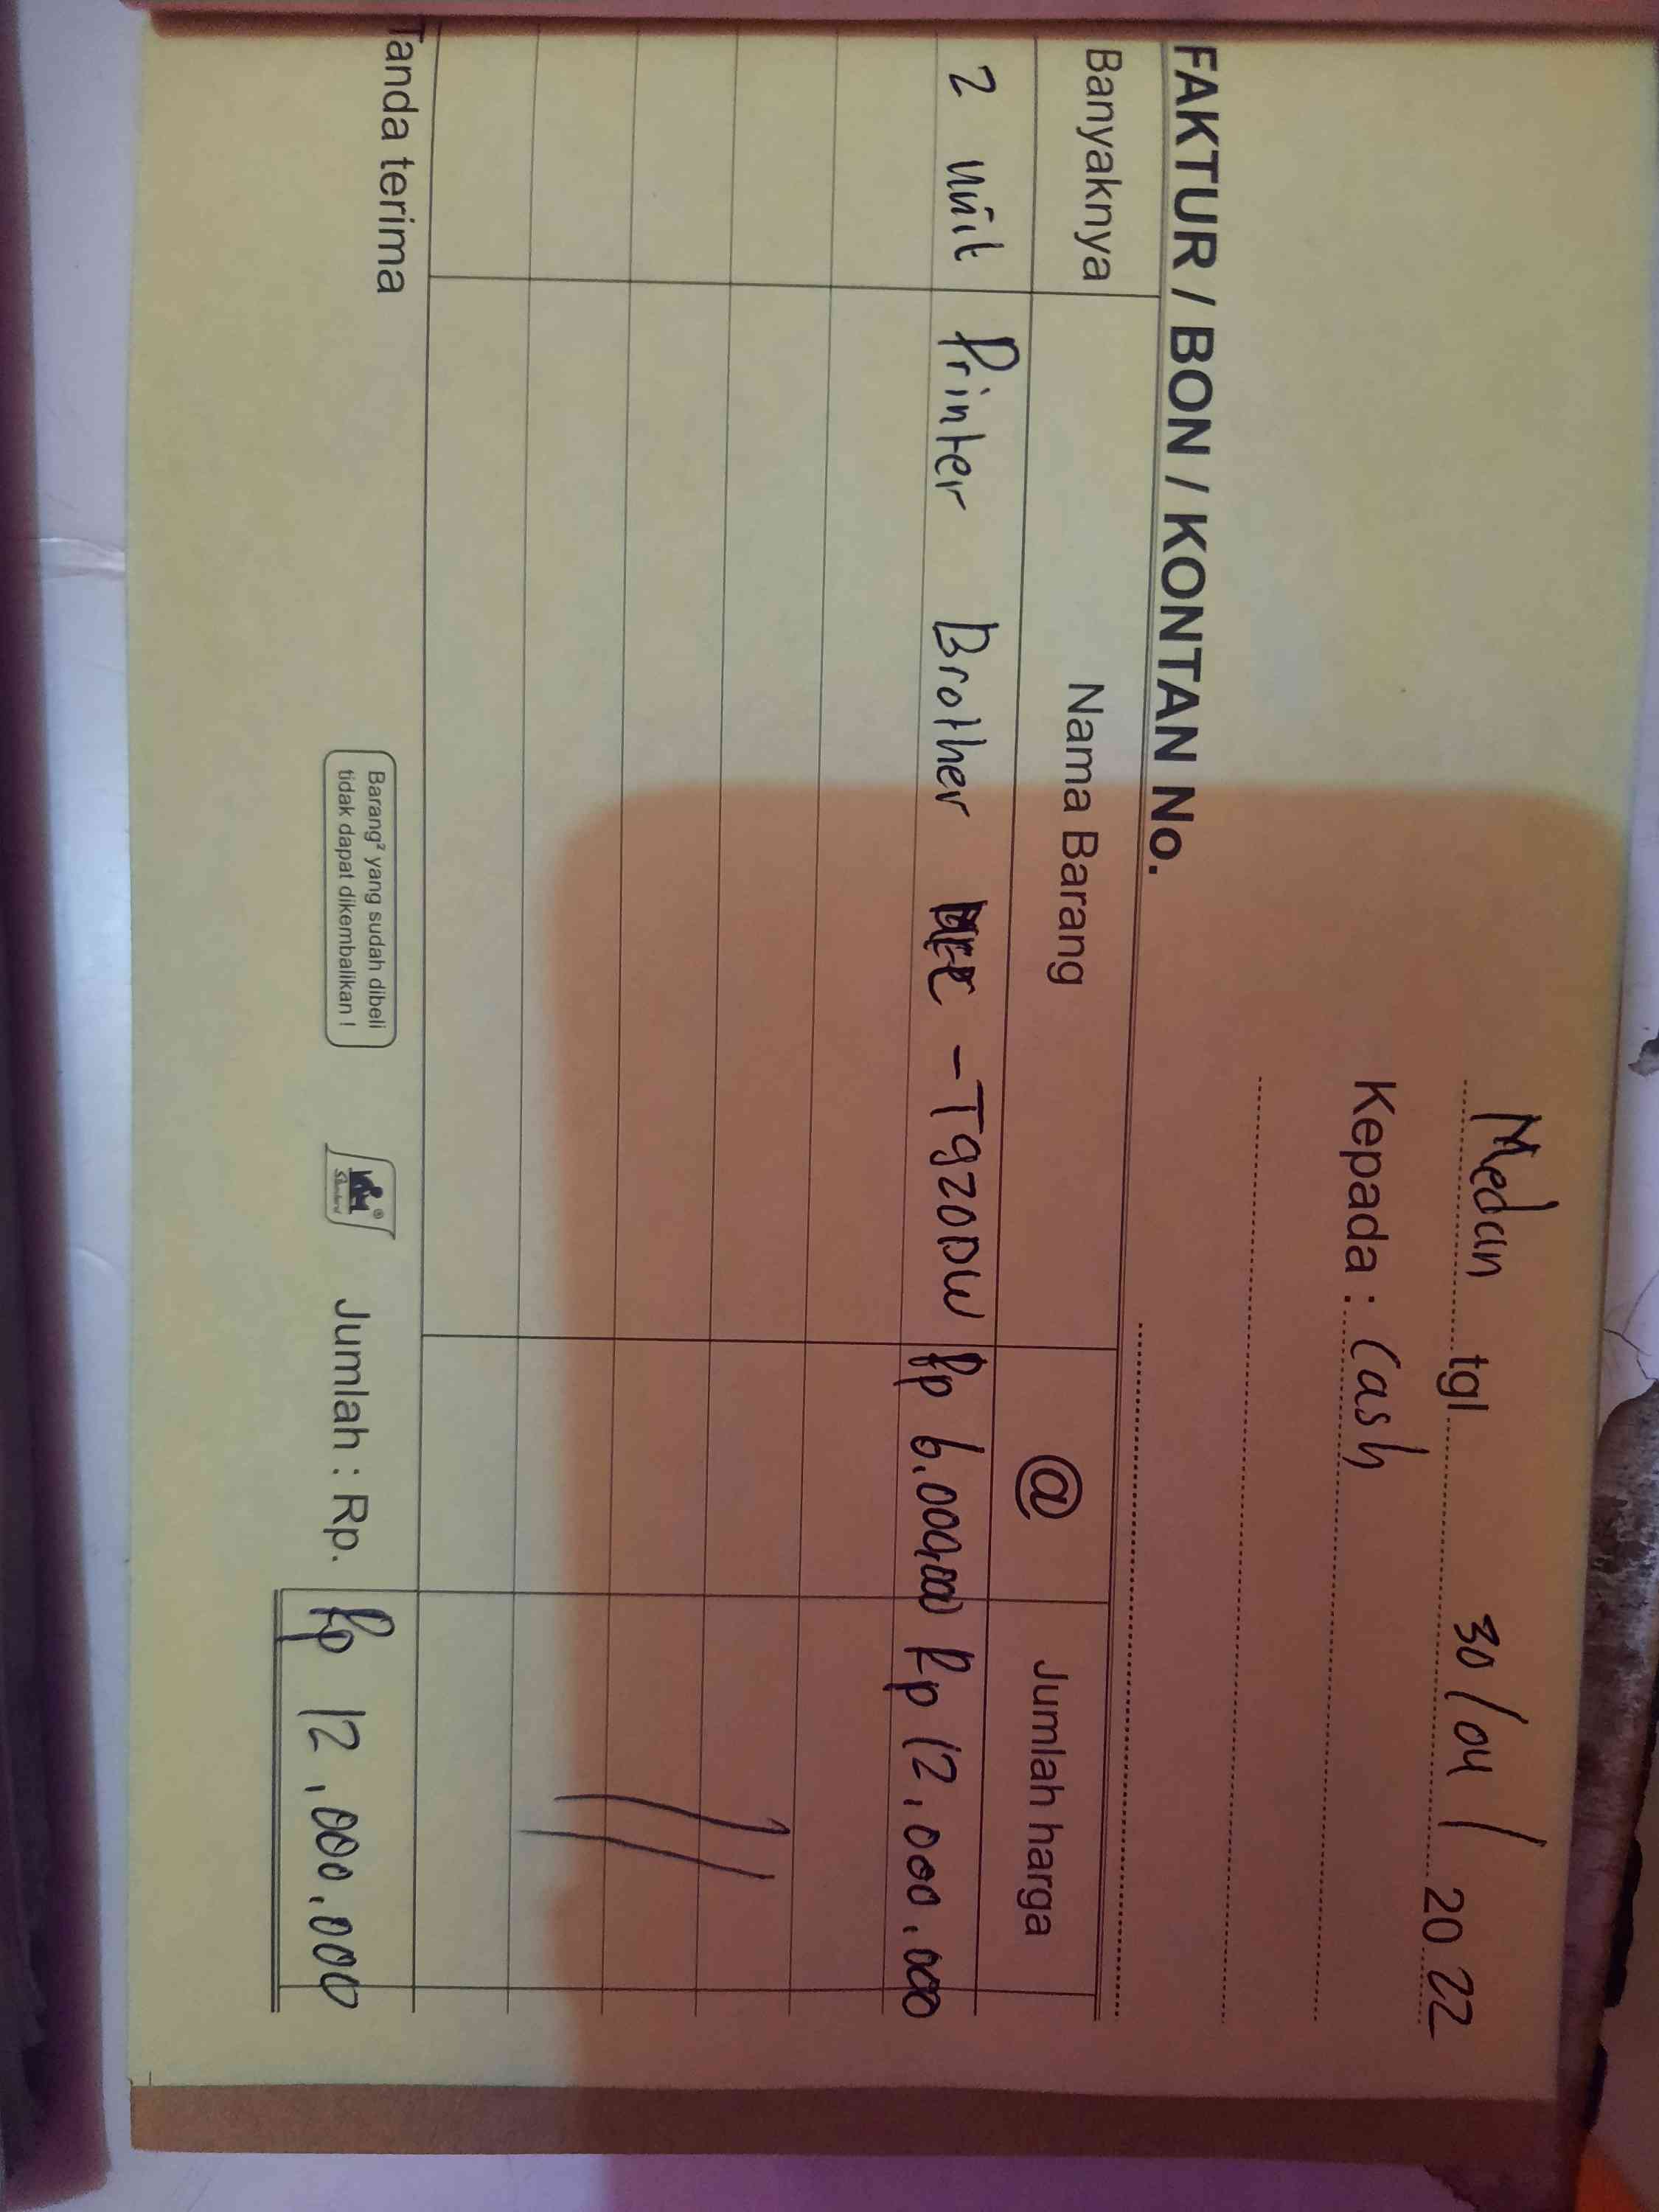 Medan tgl 30/04/ 2022
Kepada : Cash
FAKTUR / BON / KONTAN No.
Banyaknya Nama Barang @ Jumlah harga
2 unit Printer Brother -T920DW Rp 6.000.000 Rp 12.000.000
Tanda terima
Barang² yang sudah dibeli
tidak dapat dikembalikan !
Jumlah : Rp. Rp 12.000.000